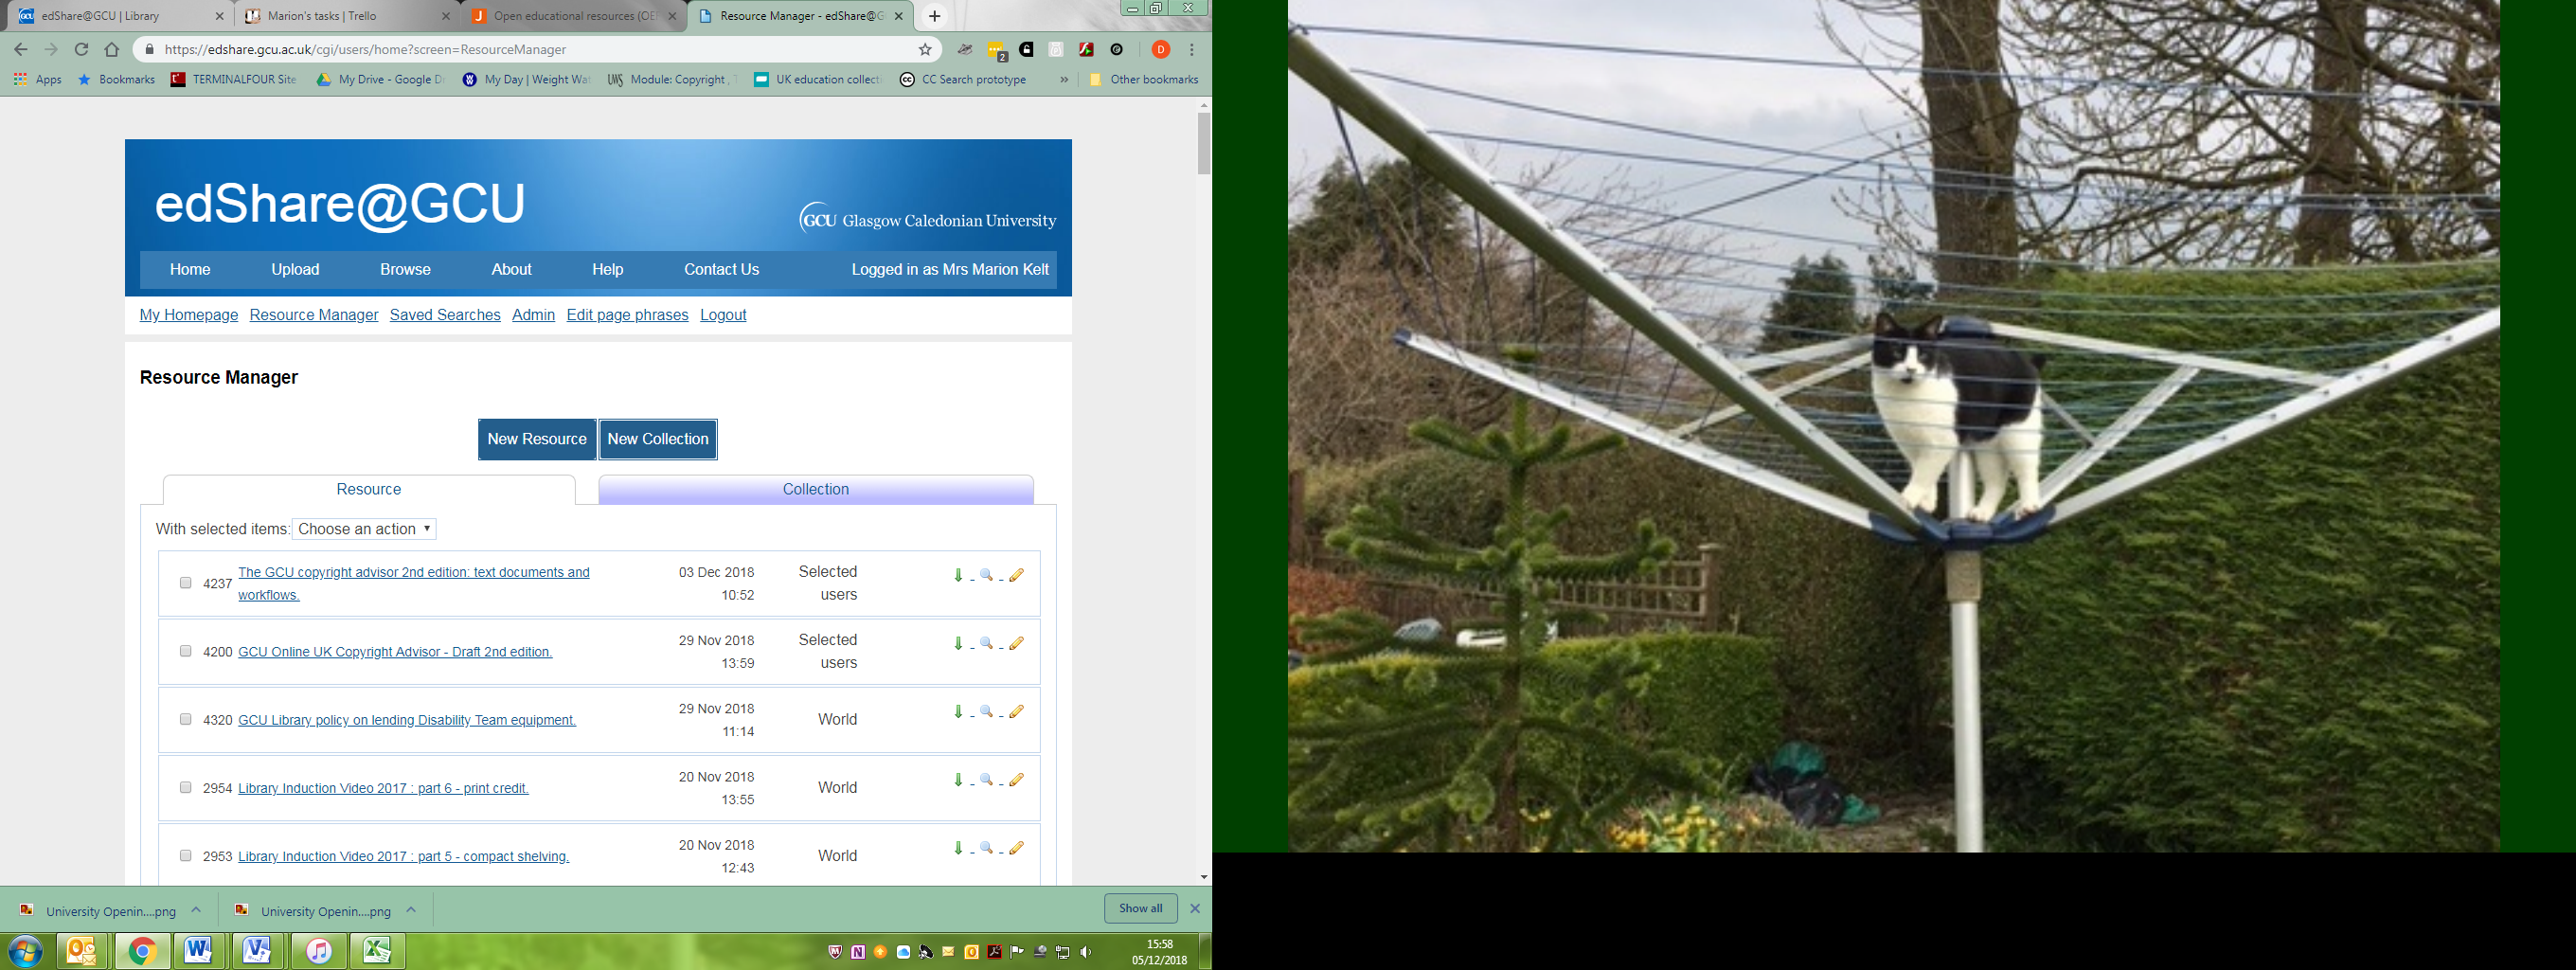 edShare@GCU | Library
Marion's tasks | Trello
Open educational resources (OE
Resource Manager - edShare@G
https://edshare.gcu.ac.uk/cgi/users/home?screen=ResourceManager
2
D
Apps
Bookmarks
TERMINALFOUR Site
My Drive - Google Dr
My Day | Weight Wat
Module: Copyright ,
UK education collect
CC Search prototype
»
Other bookmarks
edShare@GCU
GCU Glasgow Caledonian University
Home Upload Browse About Help Contact Us Logged in as Mrs Marion Kelt
My Homepage Resource Manager Saved Searches Admin Edit page phrases Logout
Resource Manager
New Resource New Collection
Resource Collection
With selected items: Choose an action
4237 The GCU copyright advisor 2nd edition: text documents and
workflows.
03 Dec 2018
10:52
Selected
users
4200 GCU Online UK Copyright Advisor - Draft 2nd edition.
29 Nov 2018
13:59
Selected
users
4320 GCU Library policy on lending Disability Team equipment.
29 Nov 2018
11:14
World
2954 Library Induction Video 2017 : part 6 - print credit.
20 Nov 2018
13:55
World
2953 Library Induction Video 2017 : part 5 - compact shelving.
20 Nov 2018
12:43
World
University Openin....png
University Openin....png
Show all
15:58
05/12/2018